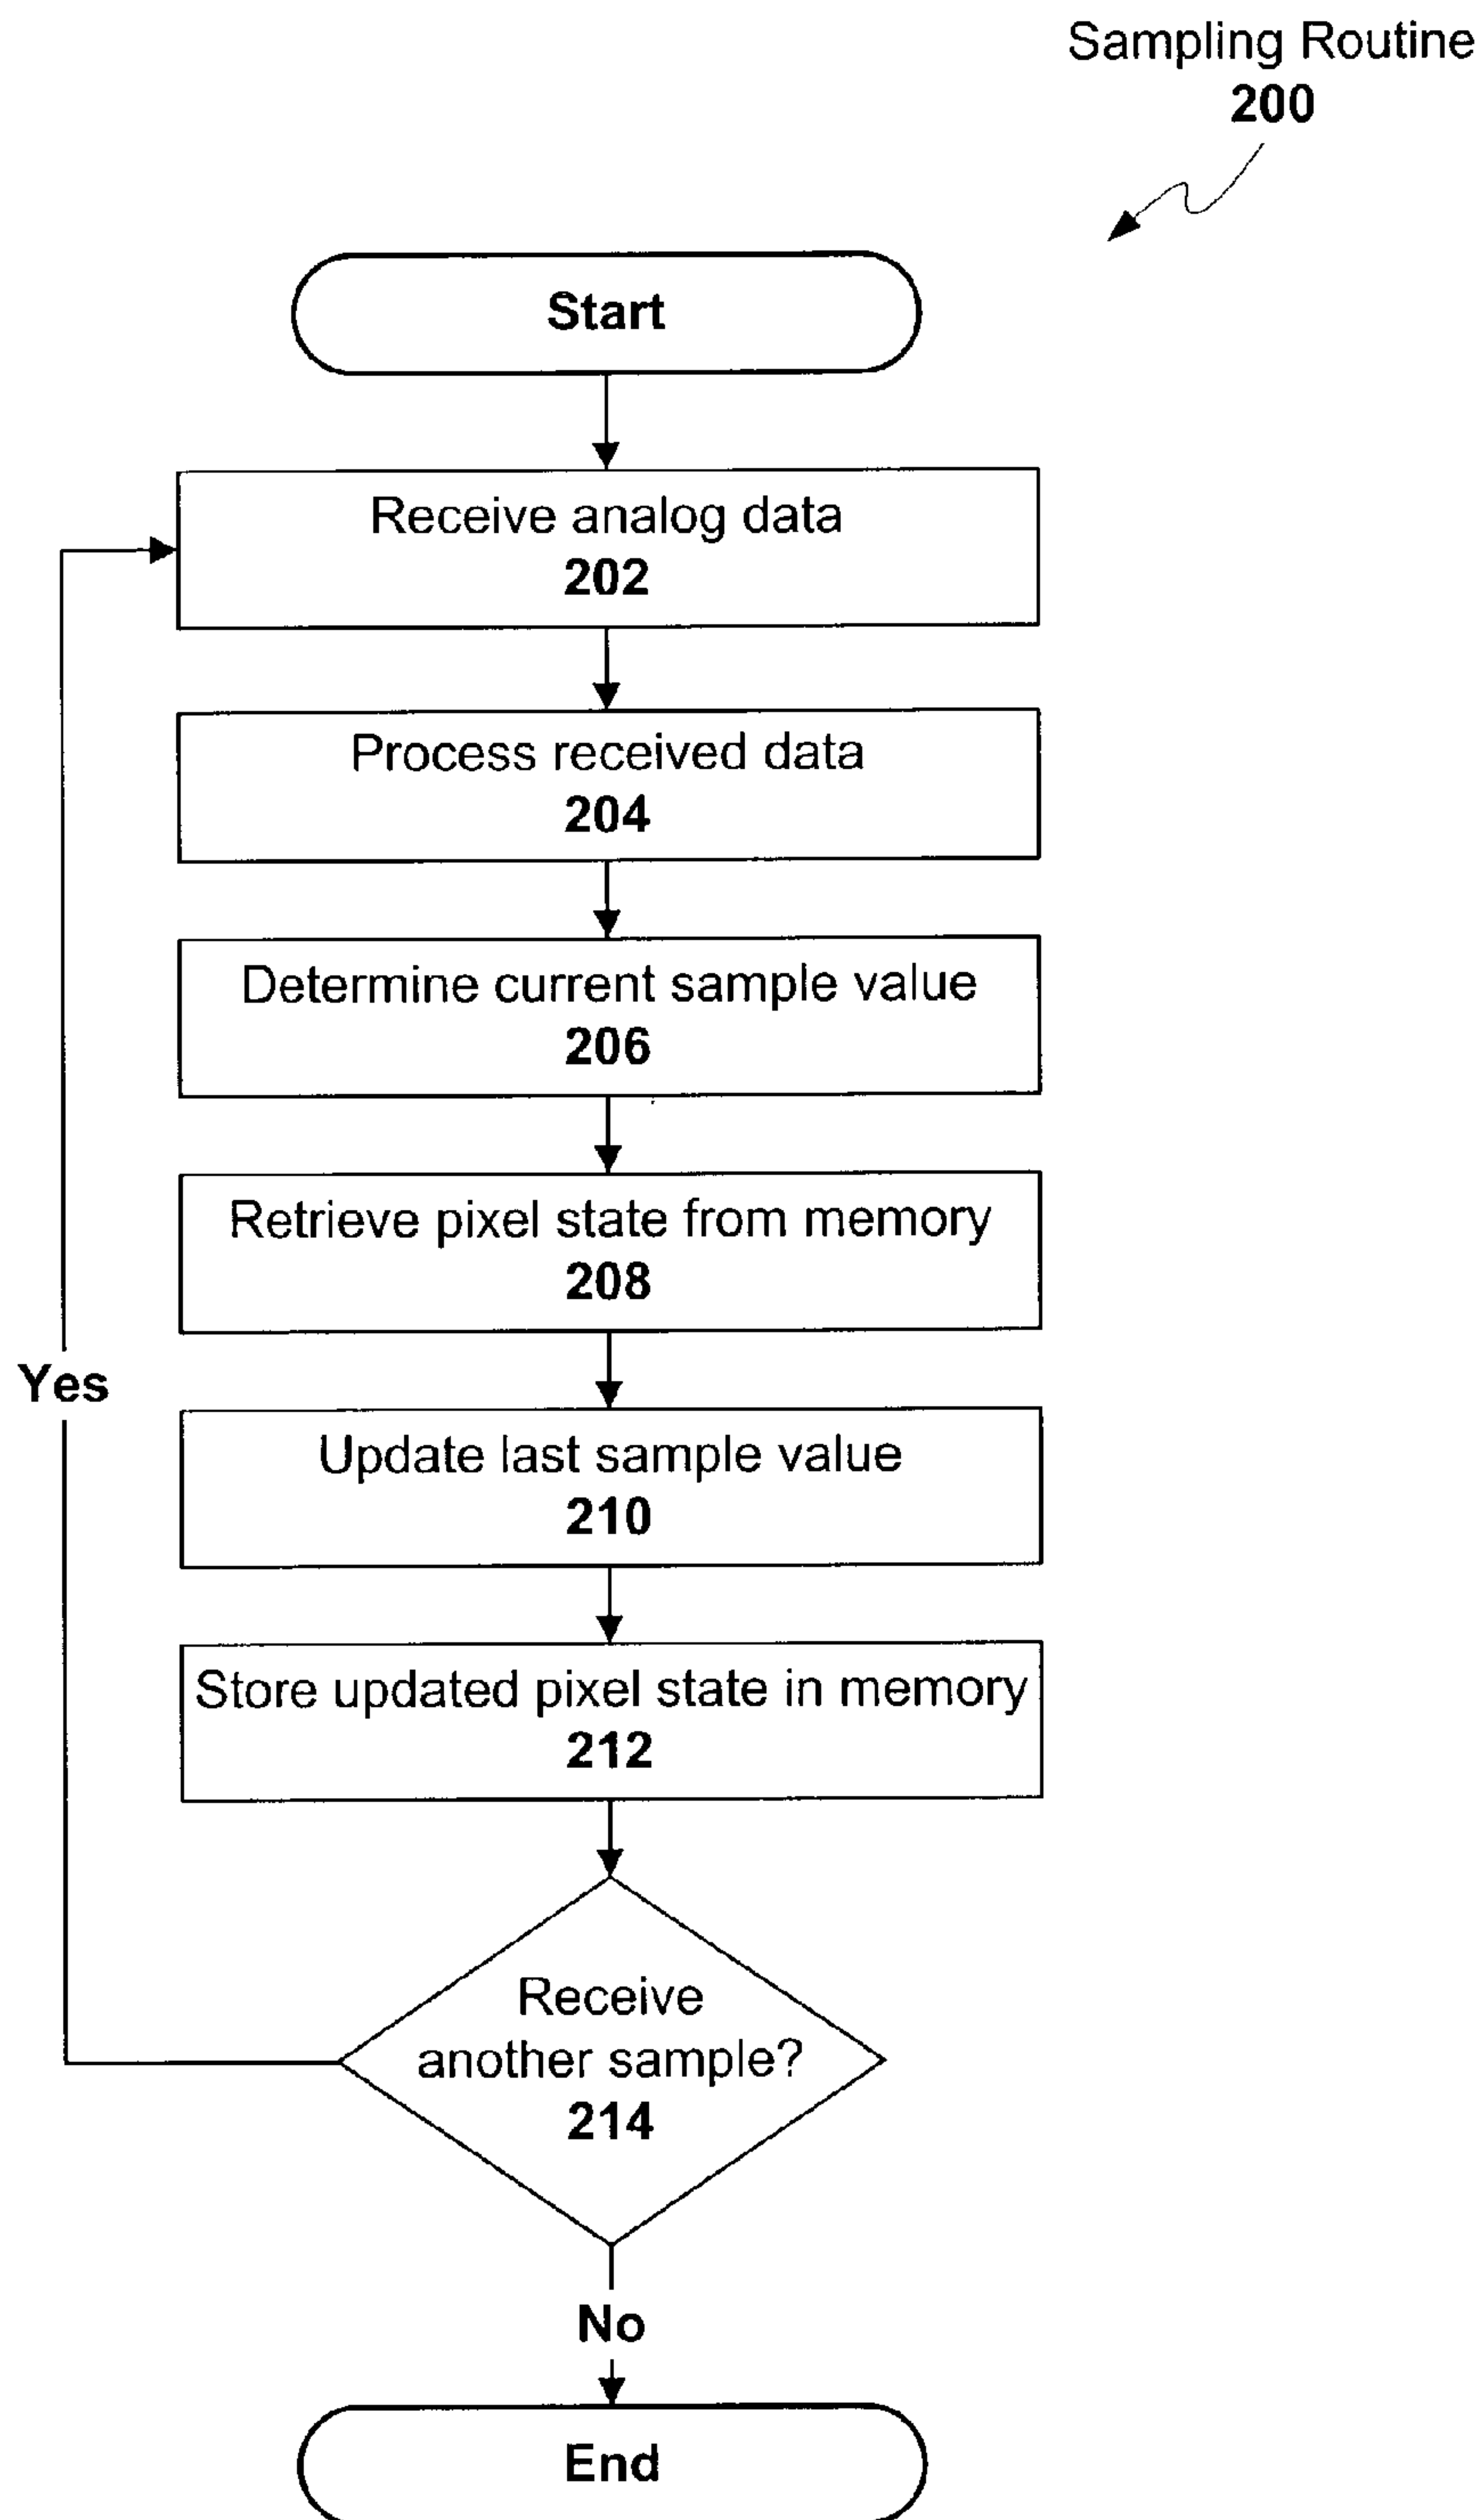 Sampling Routine
200
Start
Receive analog data
202
Process received data
204
Determine current sample value
206
Retrieve pixel state from memory
208
Yes
Update last sample value
210
Store updated pixel state in memory
212
Receive
another sample?
214
No
End